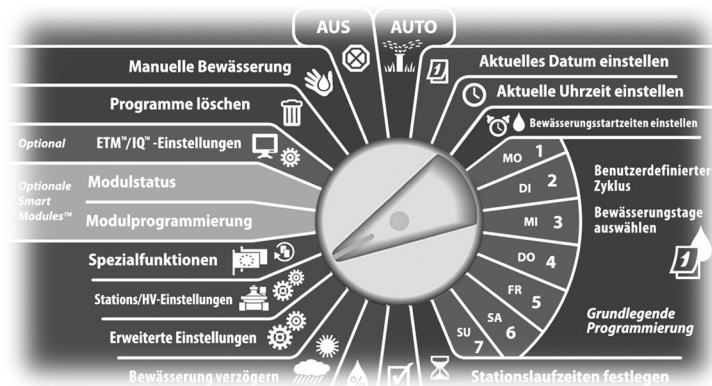 AUS
AUTO
Manuelle Bewässerung
Programme löschen
Optional
ETM™/IQ™ -Einstellungen
Optionale
Smart
Modules™
Modulstatus
Modulprogrammierung
Spezialfunktionen
Stations/HV-Einstellungen
Erweiterte Einstellungen
Bewässerung verzögern
%
Aktuelles Datum einstellen
1
Aktuelle Uhrzeit einstellen
Bewässerungsstartzeiten einstellen
MO 1
DI 2
MI 3
DO 4
FR 5
SA 6
SU 7
Benutzerdefinierter
Zyklus
Bewässerungstage
auswählen
1
Grundlegende
Programmierung
Stationslaufzeiten festlegen